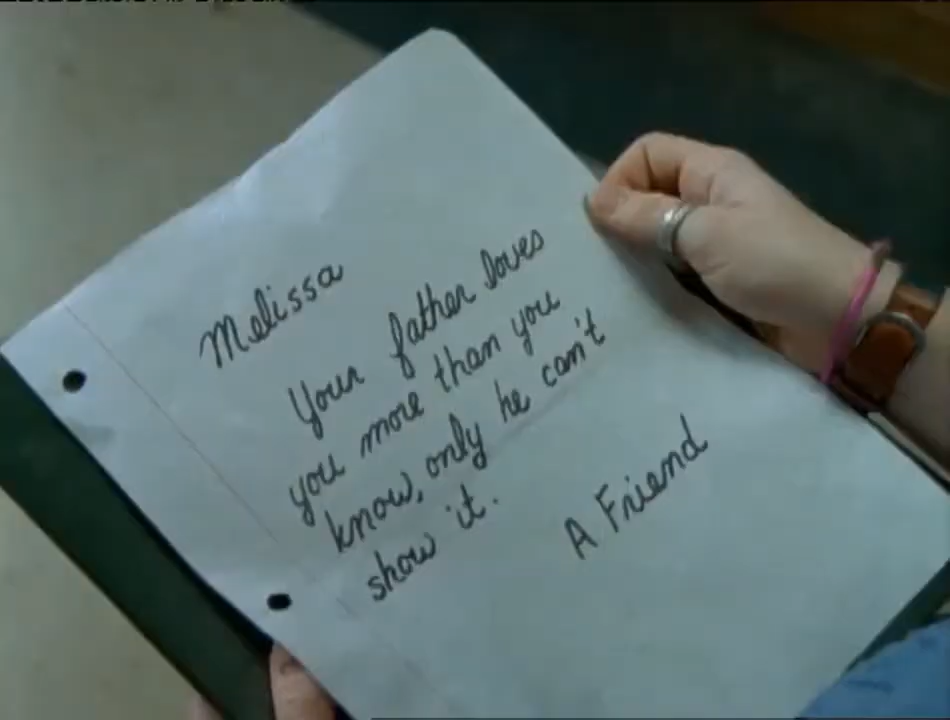 Melissa
Your father loves
you more than you
know, only he can't
show it.
A Friend